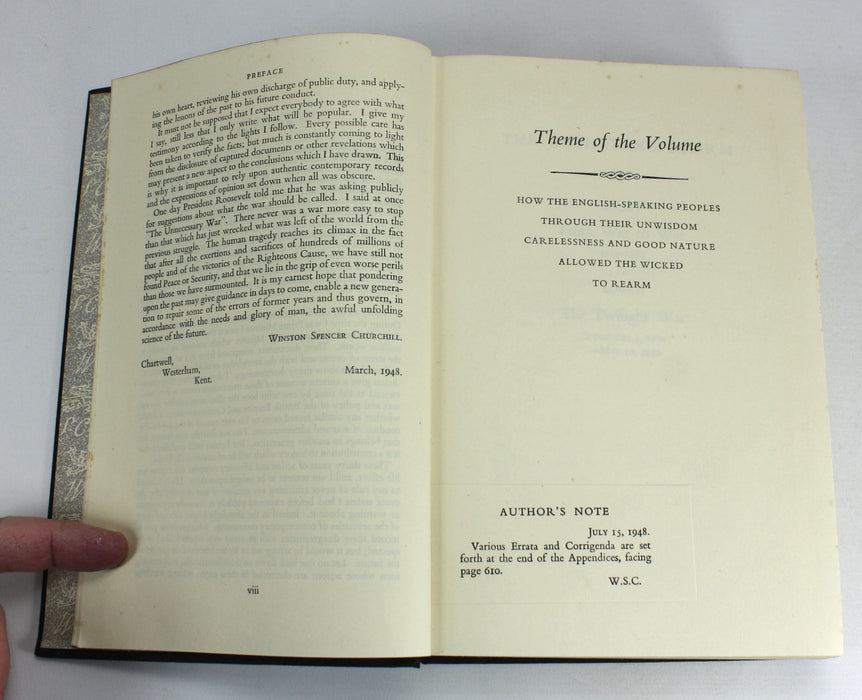 PREFACE
his own heart, reviewing his own discharge of public duty, and apply-
ing the lessons of the past to his future conduct.
It must not be supposed that I expect everybody to agree with what
I say, still less that I only write what will be popular. I give my
testimony according to the lights I follow. Every possible care has
been taken to verify the facts; but much is constantly coming to light
from the disclosure of captured documents or other revelations which
may present a new aspect to the conclusions which I have drawn. This
is why it is important to rely upon authentic contemporary records
and the expressions of opinion set down when all was obscure.
One day President Roosevelt told me that he was asking publicly
for suggestions about what the war should be called. I said at once
"The Unnecessary War". There never was a war more easy to stop
than that which has just wrecked what was left of the world from the
previous struggle. The human tragedy reaches its climax in the fact
that after all the exertions and sacrifices of hundreds of millions of
people and of the victories of the Righteous Cause, we have still not
found Peace or Security, and that we lie in the grip of even worse perils
than those we have surmounted. It is my earnest hope that pondering
upon the past may give guidance in days to come, enable a new genera-
tion to repair some of the errors of former years and thus govern, in
accordance with the needs and glory of man, the awful unfolding
science of the future.
WINSTON SPENCER CHURCHILL.
Chartwell,
Westerham,
Kent.
March, 1948.
viii
Theme of the Volume
HOW THE ENGLISH-SPEAKING PEOPLES
THROUGH THEIR UNWISDOM
CARELESSNESS AND GOOD NATURE
ALLOWED THE WICKED
TO REARM
AUTHOR'S NOTE
JULY 15, 1948.
Various Errata and Corrigenda are set
forth at the end of the Appendices, facing
page 610.
W.S.C.